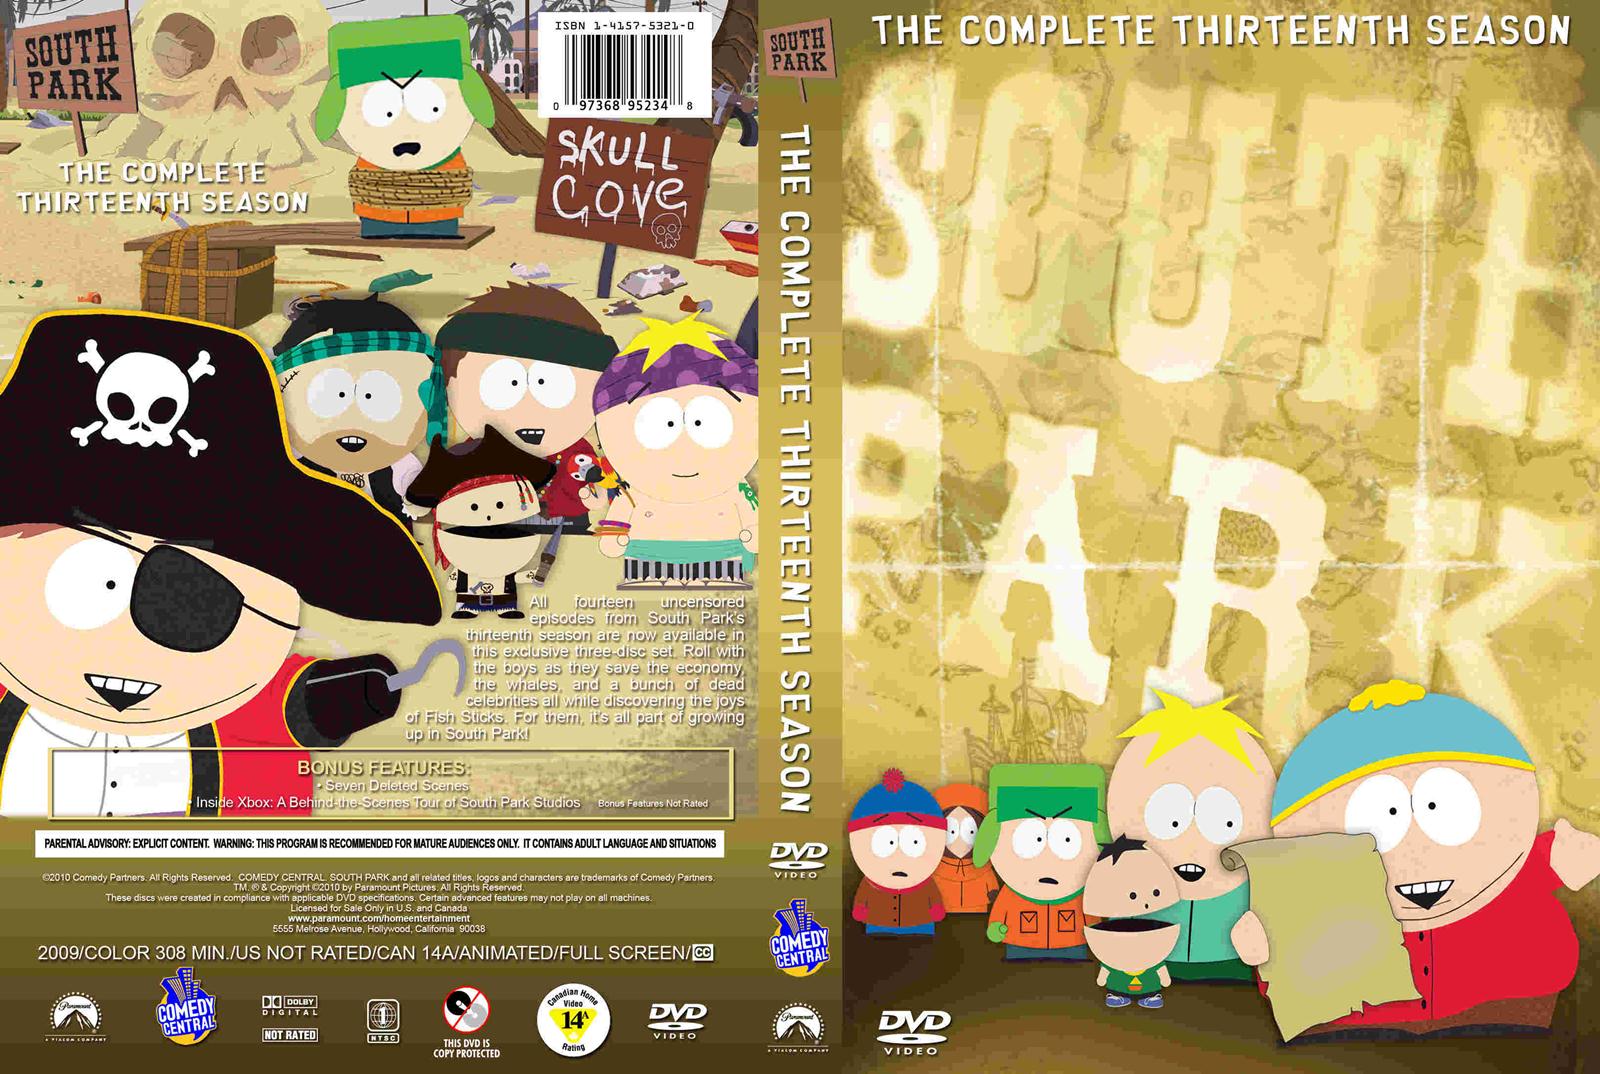 SOUTH
PARK
THE COMPLETE
THIRTEENTH SEASON
ISBN 1-4157-5321-0
0 97368 95234 8
SKULL
COVE
All fourteen uncensored
episodes from South Park's
thirteenth season are now available in
this exclusive three-disc set. Roll with
the boys as they save the economy,
the whales, and a bunch of dead
celebrities all while discovering the joys
of Fish Sticks. For them, it's all part of growing
up in South Park!
BONUS FEATURES:
• Seven Deleted Scenes
• Inside Xbox: A Behind-the-Scenes Tour of South Park Studios Bonus Features Not Rated
PARENTAL ADVISORY: EXPLICIT CONTENT. WARNING: THIS PROGRAM IS RECOMMENDED FOR MATURE AUDIENCES ONLY. IT CONTAINS ADULT LANGUAGE AND SITUATIONS
©2010 Comedy Partners. All Rights Reserved. COMEDY CENTRAL. SOUTH PARK and all related titles, logos and characters are trademarks of Comedy Partners.
TM, ® & Copyright ©2010 by Paramount Pictures. All Rights Reserved.
These discs were created in compliance with applicable DVD specifications. Certain advanced features may not play on all machines.
Licensed for Sale Only in U.S. and Canada
www.paramount.com/homeentertainment
5555 Melrose Avenue, Hollywood, California 90038
2009/COLOR 308 MIN./US NOT RATED/CAN 14A/ANIMATED/FULL SCREEN/CC
Paramount
A VIACOM COMPANY
COMEDY
CENTRAL
DOLBY
DIGITAL
NOT RATED
1
NTSC
THIS DVD IS
COPY PROTECTED
Canadian Home
Video
14A
Rating
DVD
VIDEO
SOUTH
PARK
THE COMPLETE THIRTEENTH SEASON
DVD
VIDEO
COMEDY
CENTRAL
Paramount
A VIACOM COMPANY
THE COMPLETE THIRTEENTH SEASON
SOUTH
PARK
DVD
VIDEO